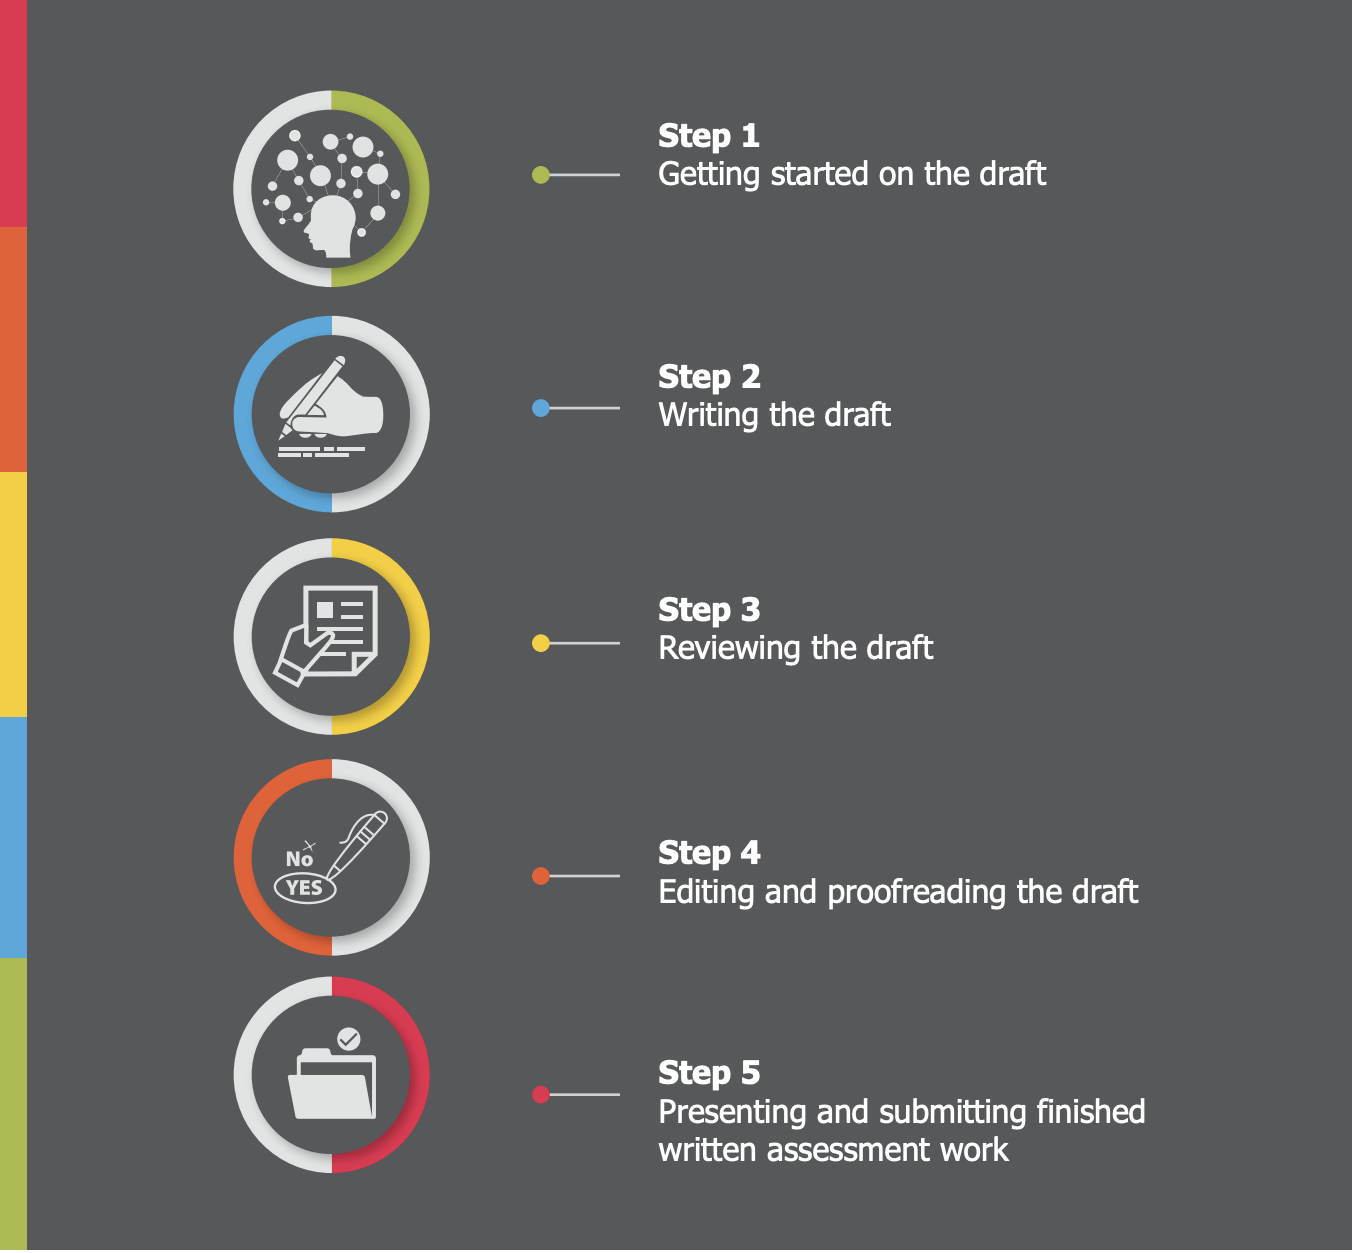 Step 1
Getting started on the draft
Step 2
Writing the draft
Step 3
Reviewing the draft
No
YES
Step 4
Editing and proofreading the draft
Step 5
Presenting and submitting finished
written assessment work